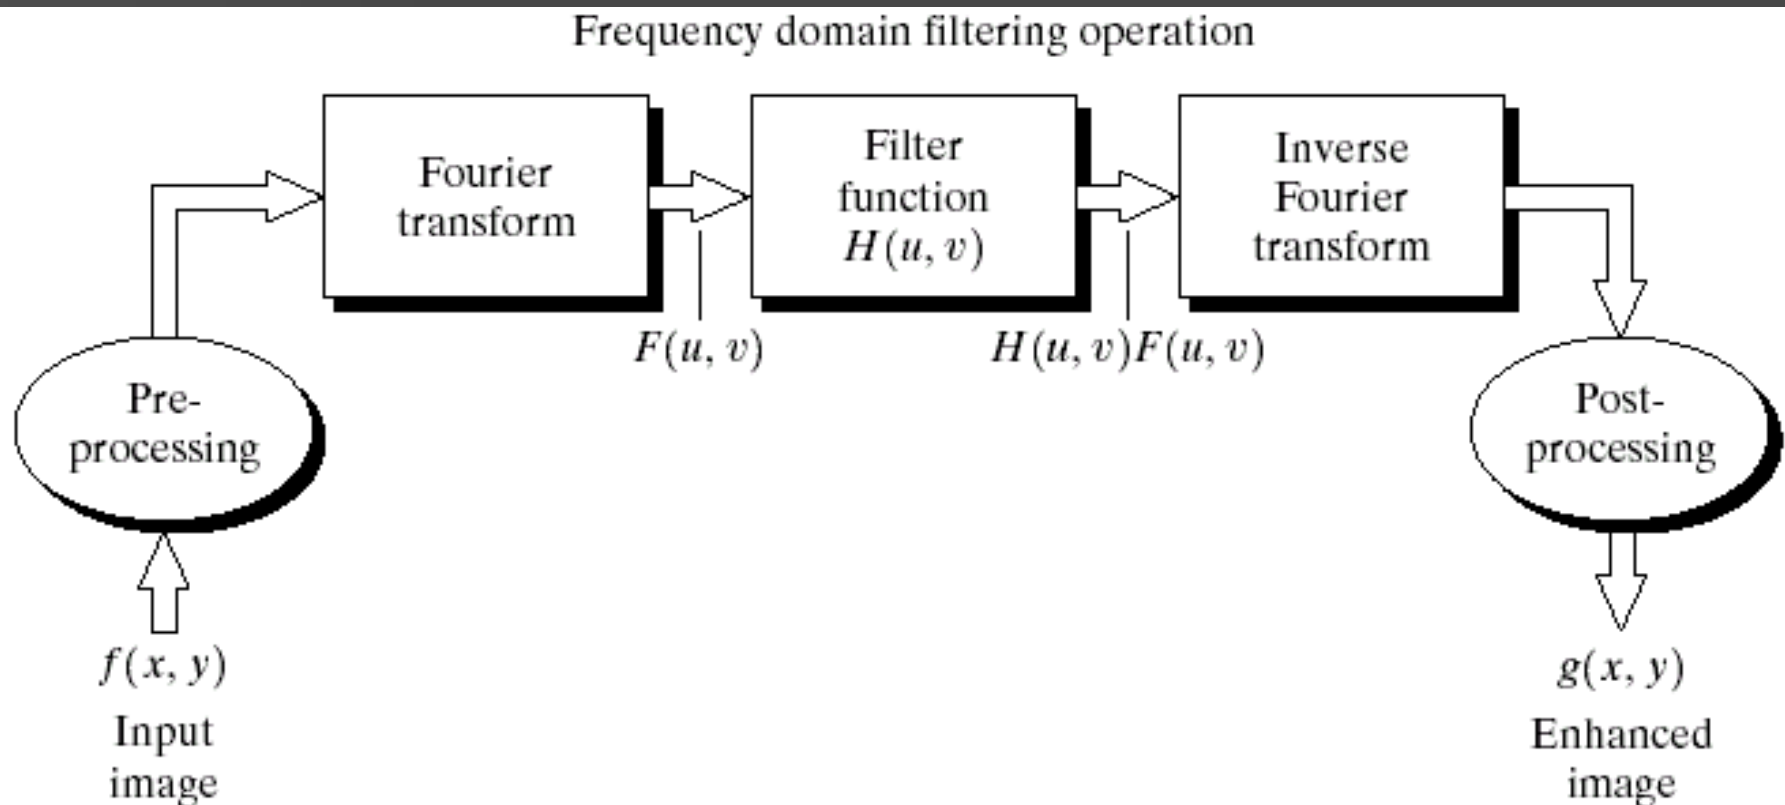 Frequency domain filtering operation
Fourier
transform
Filter
function
H(u, v)
Inverse
Fourier
transform
F(u, v)
H(u, v)F(u, v)
Pre-
processing
Post-
processing
f(x, y)
Input
image
g(x, y)
Enhanced
image